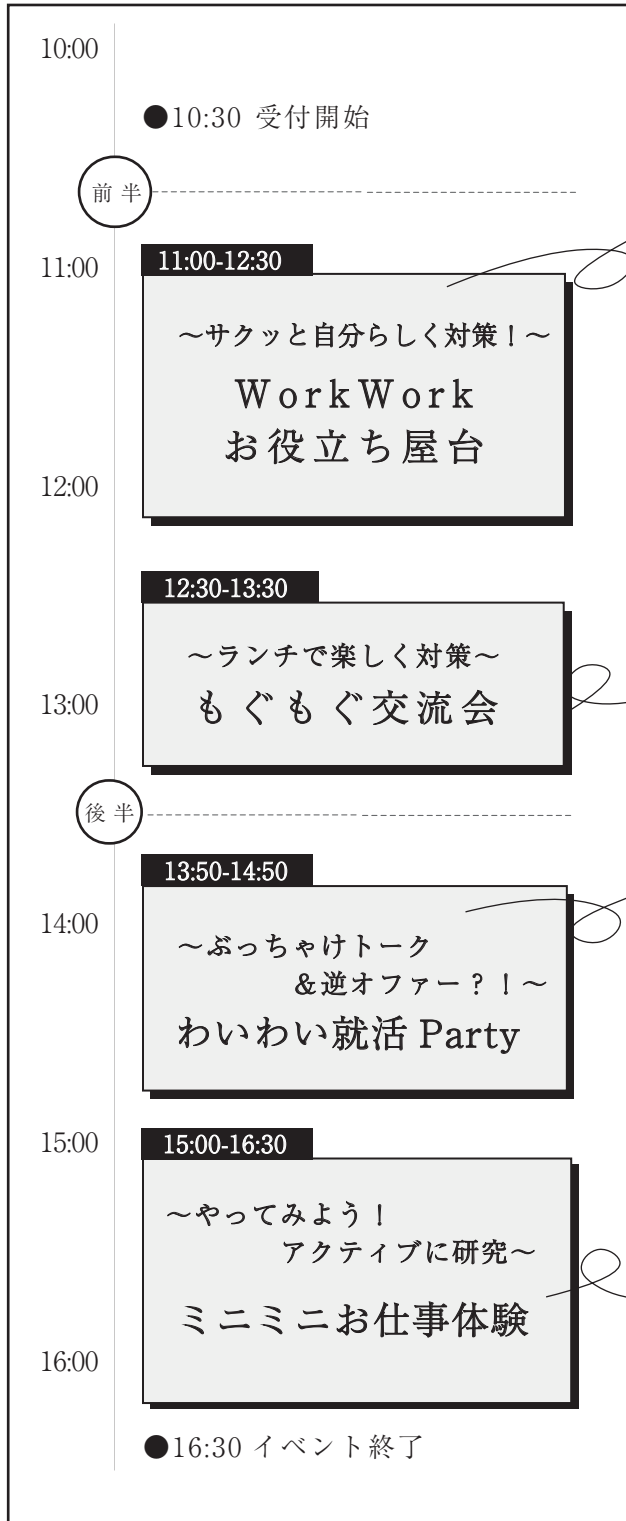 10:00
●10:30 受付開始
前半
11:00
11:00-12:30
～サクッと自分らしく対策！～
WorkWork
お役立ち屋台
12:00
12:30-13:30
～ランチで楽しく対策～
もぐもぐ交流会
13:00
後半
13:50-14:50
14:00
～ぶっちゃけトーク
＆逆オファー？！～
わいわい就活 Party
15:00
15:00-16:30
～やってみよう！
アクティブに研究～
ミニミニお仕事体験
16:00
●16:30 イベント終了